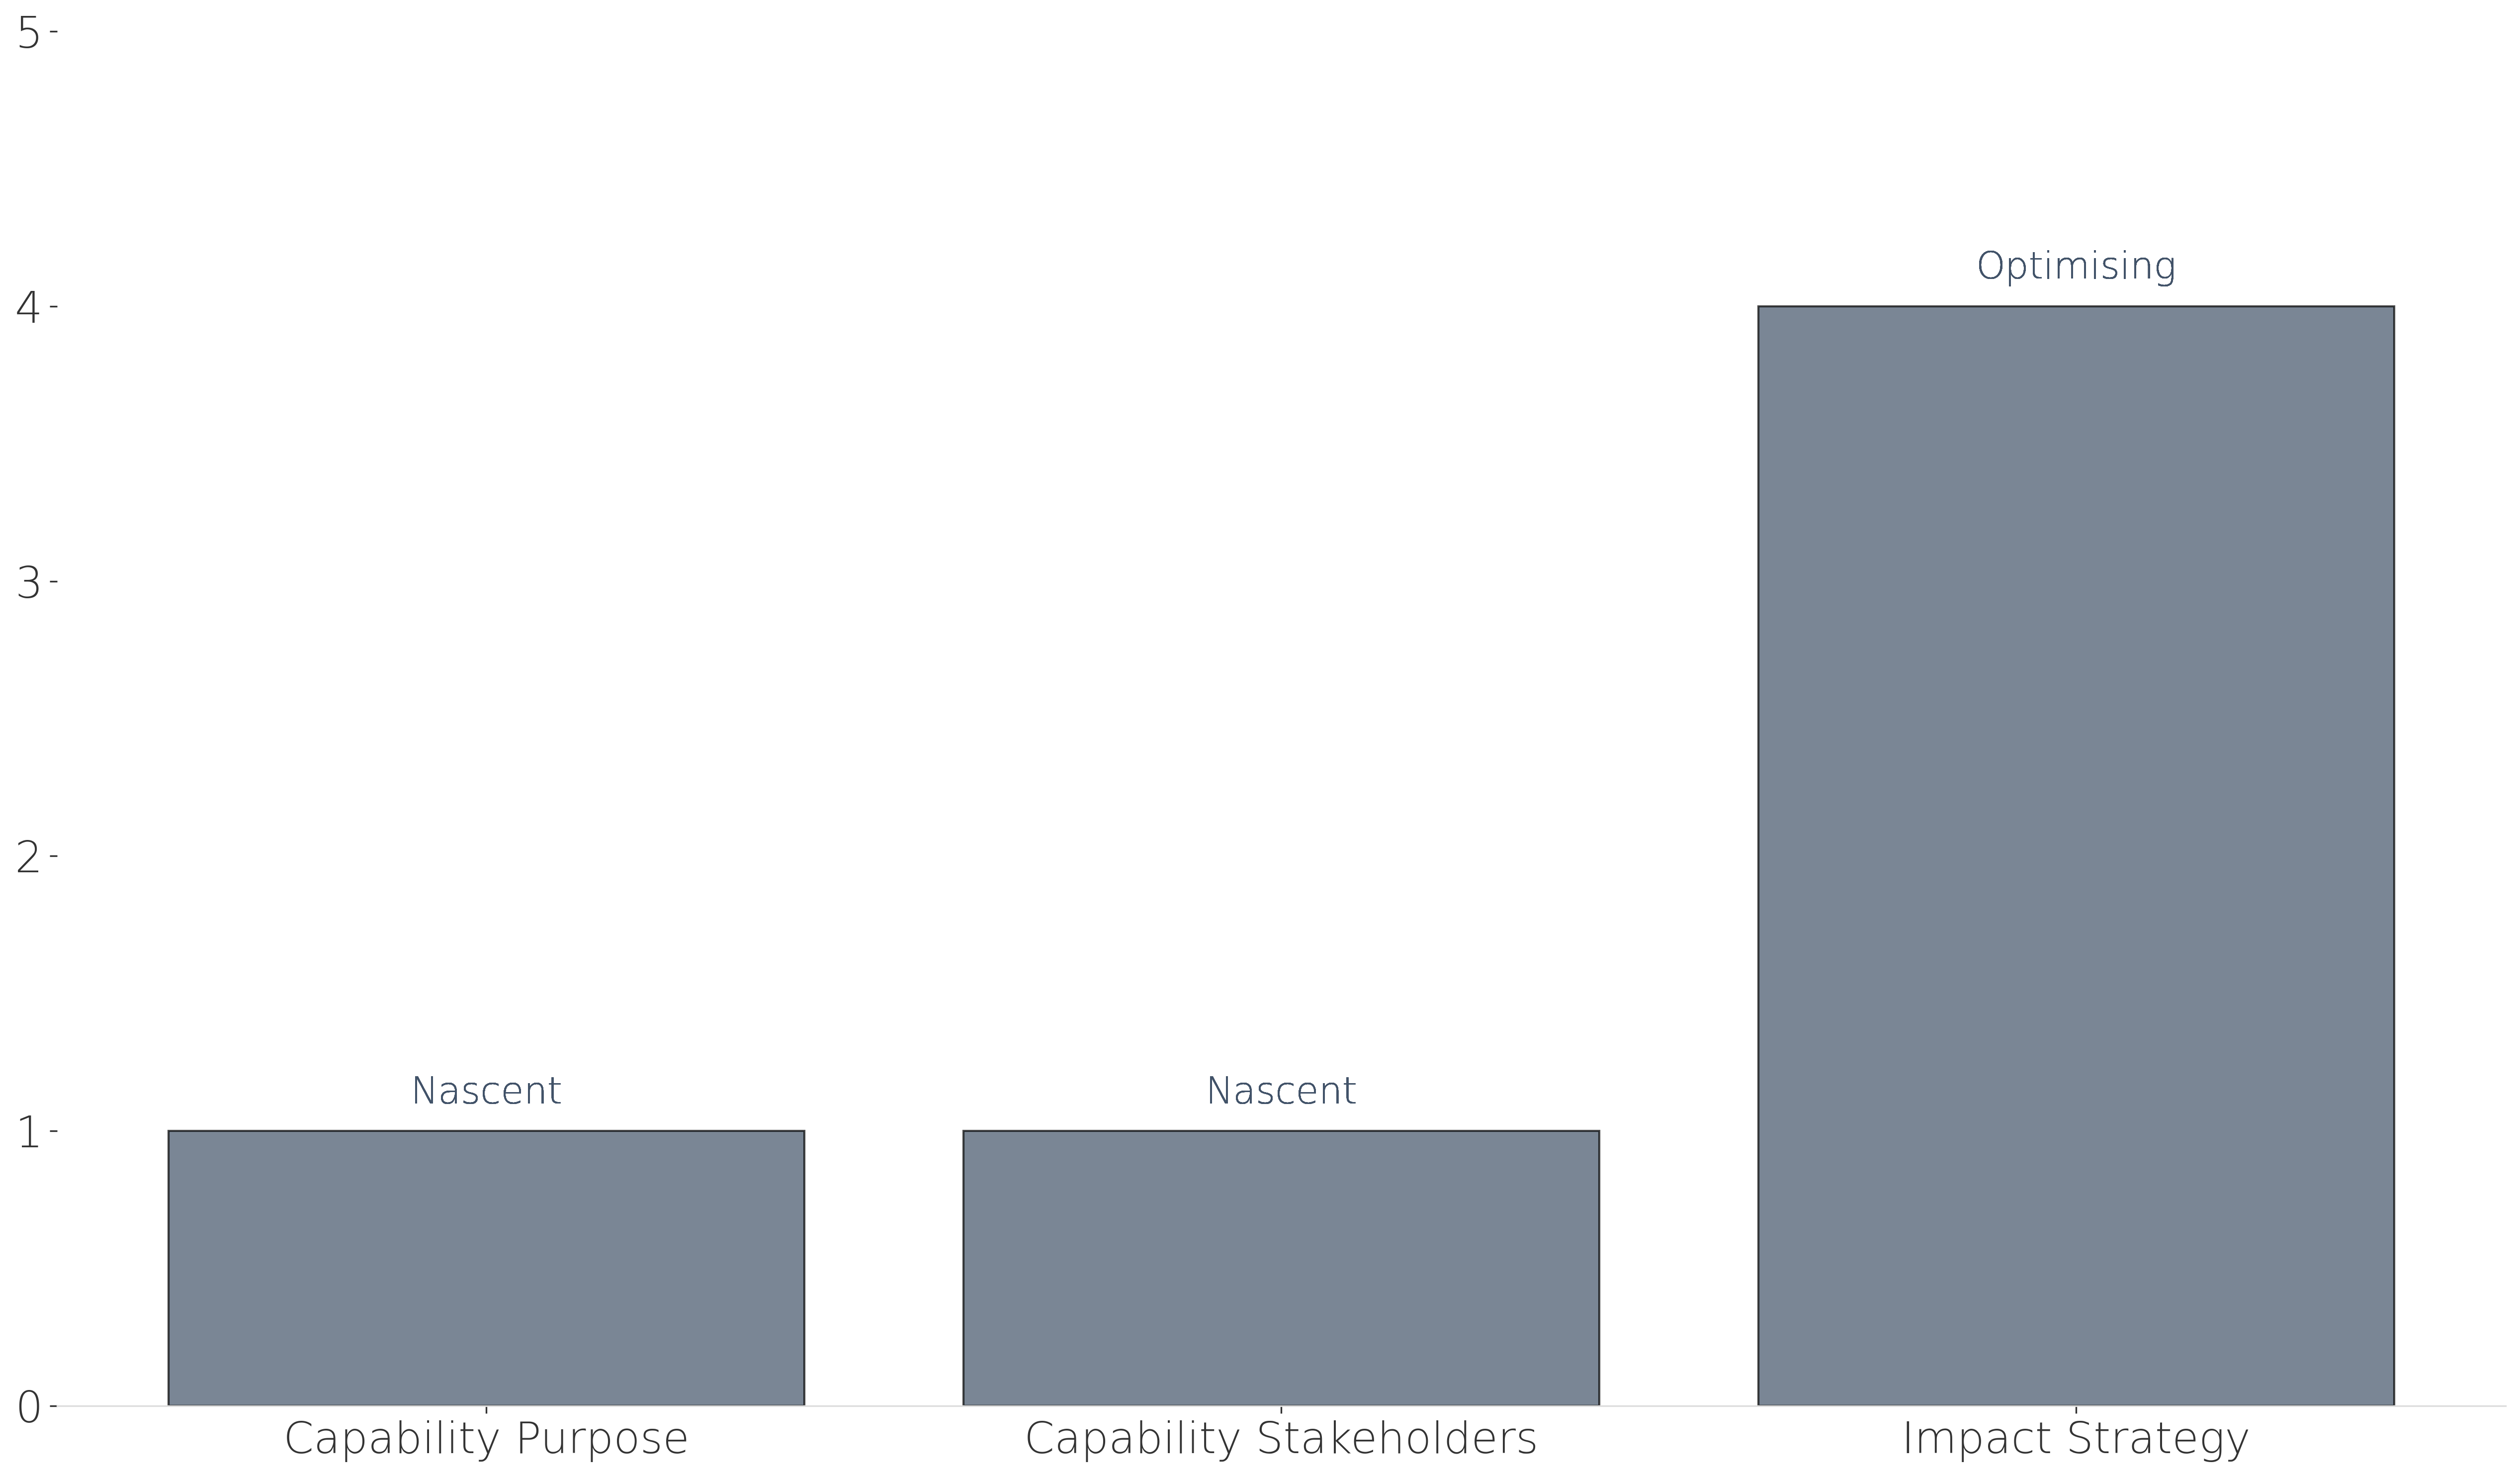 5
4
3
2
1
0
Optimising
Nascent
Nascent
Capability Purpose
Capability Stakeholders
Impact Strategy